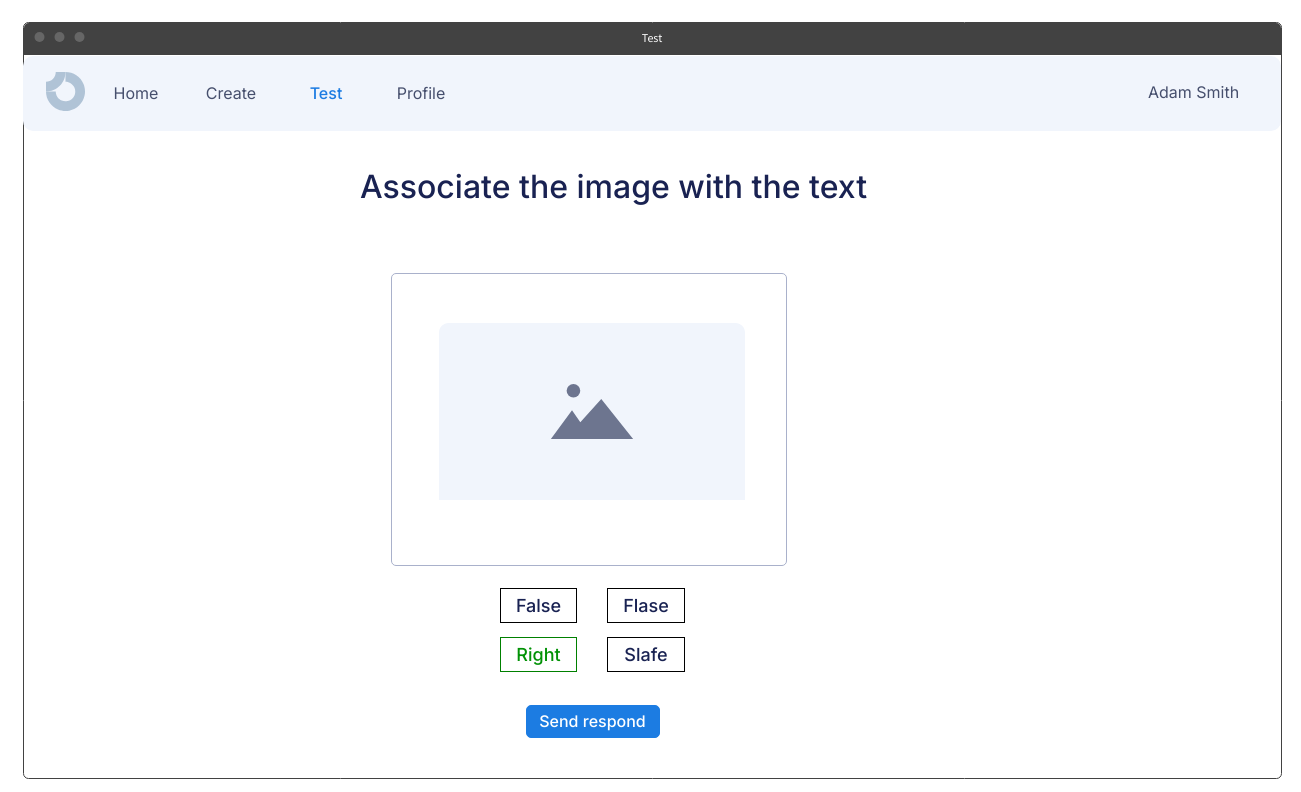 Test
Home Create Test Profile Adam Smith
Associate the image with the text
False Flase
Right Slafe
Send respond